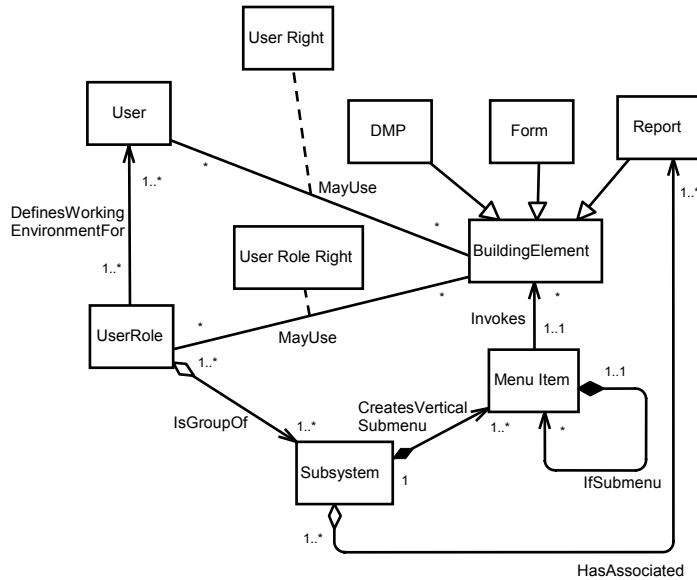 User Right
User
DMP
Form
Report
*
1..*
MayUse
1..*
DefinesWorking
EnvironmentFor
*
User Role Right
BuildingElement
1..*
*
*
*
Invokes
1..1
UserRole
MayUse
1..*
Menu Item
1..1
IsGroupOf
1..*
CreatesVertical
Submenu
1..*
*
Subsystem
1
IfSubmenu
1..*
HasAssociated